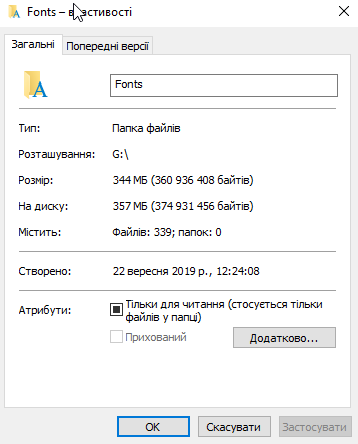 Fonts – властивості
Загальні
Попередні версії
Fonts
Тип: Папка файлів
Розташування: G:\
Розмір: 344 МБ (360 936 408 байтів)
На диску: 357 МБ (374 931 456 байтів)
Містить: Файлів: 339; папок: 0
Створено: 22 вересня 2019 р., 12:24:08
Атрибути: Тільки для читання (стосується тільки
файлів у папці)
Прихований
Додатково...
OK
Скасувати
Застосувати